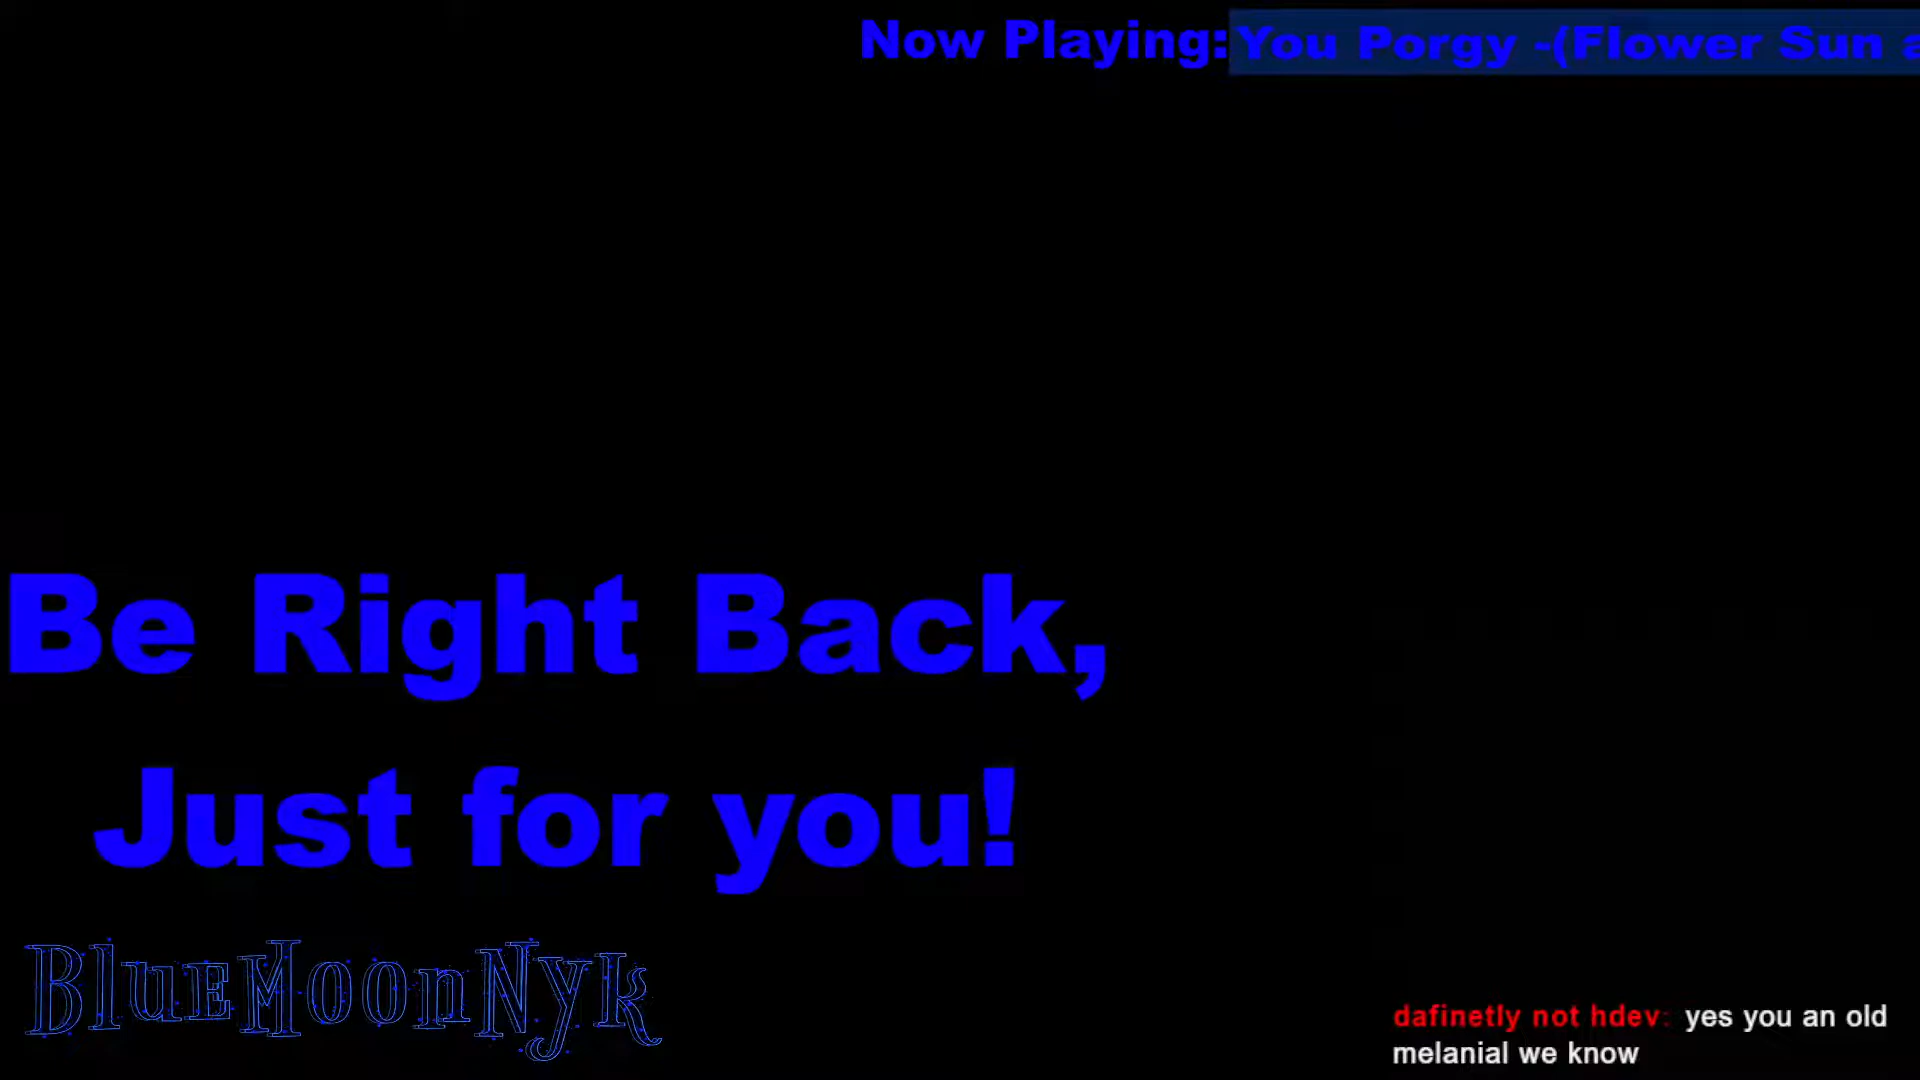 Now Playing: You Porgy -(Flower Sun a
Be Right Back,
Just for you!
BluEMoonNyk
dafinetly not hdev: yes you an old
melanial we know